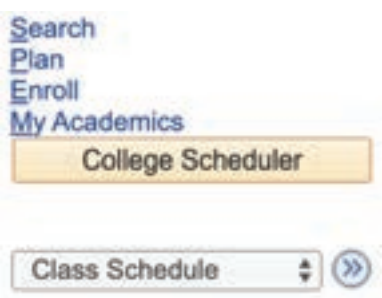 Search
Plan
Enroll
My Academics
College Scheduler
Class Schedule